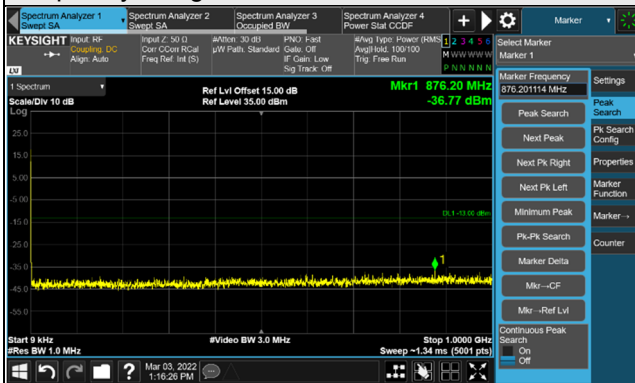 Spectrum Analyzer 1
Swept SA
Spectrum Analyzer 2
Swept SA
Spectrum Analyzer 3
Occupied BW
Spectrum Analyzer 4
Power Stat CCDF
Marker
KEYSIGHT
Input: RF
Coupling: DC
Align: Auto
Input Z: 50 Ω
Corr CCorr RCal
Freq Ref: Int (S)
#Atten: 30 dB
µW Path: Standard
PNO: Fast
Gate: Off
IF Gain: Low
Sig Track: Off
#Avg Type: Power (RMS
Avg|Hold: 100/100
Trig: Free Run
1 2 3 4 5 6
M W W W W W
P N N N N N
Select Marker
Marker 1
LXI
1 Spectrum
Scale/Div 10 dB
Log
Ref Lvl Offset 15.00 dB
Ref Level 35.00 dBm
Mkr1 876.20 MHz
-36.77 dBm
25.0
15.0
5.00
-5.00
-15.0
-25.0
-35.0
-45.0
-55.0
DL1 -13.00 dBm
1
Start 9 kHz
#Res BW 1.0 MHz
#Video BW 3.0 MHz
Stop 1.0000 GHz
Sweep ~1.34 ms (5001 pts)
Marker Frequency
876.201114 MHz
Peak Search
Next Peak
Next Pk Right
Next Pk Left
Minimum Peak
Pk-Pk Search
Marker Delta
Mkr→CF
Mkr→Ref Lvl
Continuous Peak
Search
On
Off
Settings
Peak
Search
Pk Search
Config
Properties
Marker
Function
Marker→
Counter
?
Mar 03, 2022
1:16:26 PM